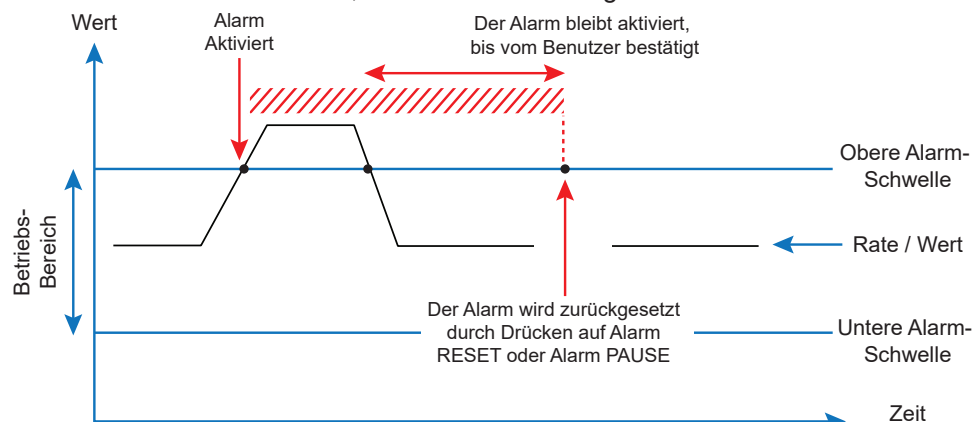 Wert
Alarm
Aktiviert
Der Alarm bleibt aktiviert,
bis vom Benutzer bestätigt
Obere Alarm-
Schwelle
Betriebs-
Bereich
Rate / Wert
Der Alarm wird zurückgesetzt
durch Drücken auf Alarm
RESET oder Alarm PAUSE
Untere Alarm-
Schwelle
Zeit